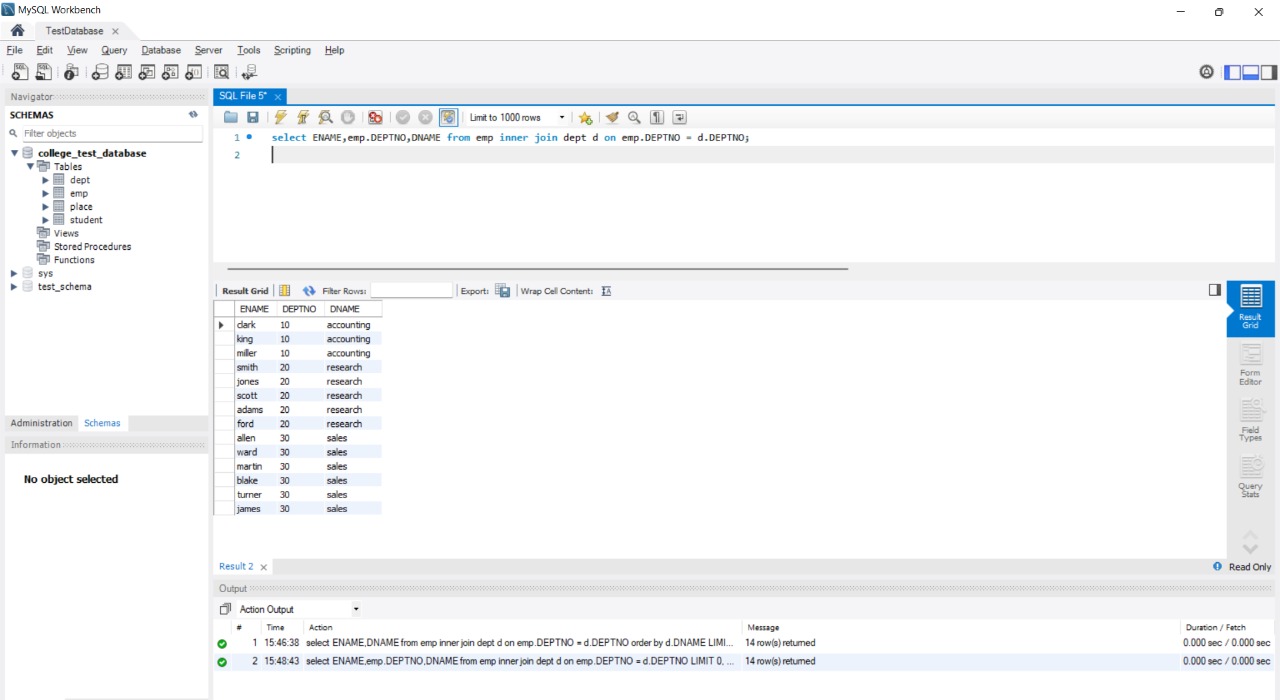 MySQL Workbench
TestDatabase
File Edit View Query Database Server Tools Scripting Help
Navigator
SCHEMAS
Filter objects
college_test_database
Tables
dept
emp
place
student
Views
Stored Procedures
Functions
sys
test_schema
Administration Schemas
Information
No object selected
SQL File 5*
Limit to 1000 rows
1 select ENAME,emp.DEPTNO,DNAME from emp inner join dept d on emp.DEPTNO = d.DEPTNO;
2
Result Grid Filter Rows: Export: Wrap Cell Content:
ENAME DEPTNO DNAME
clark 10 accounting
king 10 accounting
miller 10 accounting
smith 20 research
jones 20 research
scott 20 research
adams 20 research
ford 20 research
allen 30 sales
ward 30 sales
martin 30 sales
blake 30 sales
turner 30 sales
james 30 sales
Result
Grid
Form
Editor
Field
Types
Query
Stats
Result 2 Read Only
Output
Action Output
# Time Action Message Duration / Fetch
1 15:46:38 select ENAME,DNAME from emp inner join dept d on emp.DEPTNO = d.DEPTNO order by d.DNAME LIMI... 14 row(s) returned 0.000 sec / 0.000 sec
2 15:48:43 select ENAME,emp.DEPTNO,DNAME from emp inner join dept d on emp.DEPTNO = d.DEPTNO LIMIT 0, ... 14 row(s) returned 0.000 sec / 0.000 sec